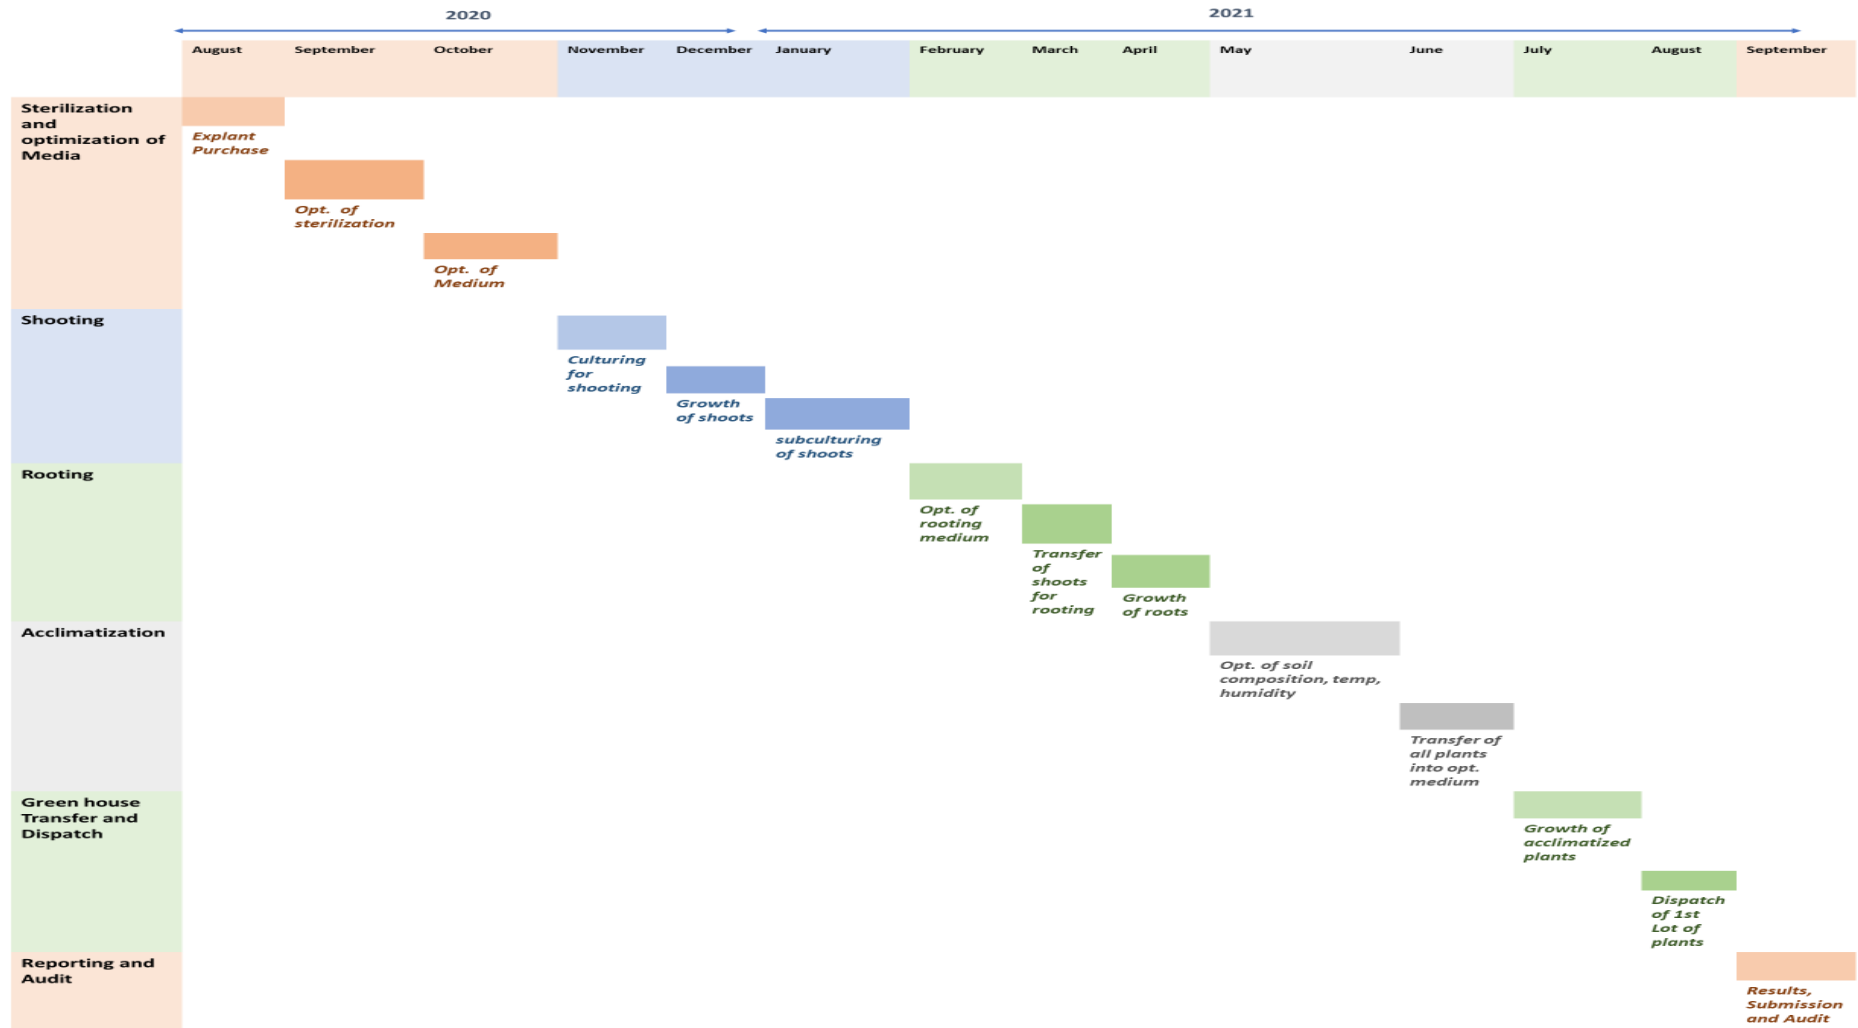 2020
2021
August
September
October
November
December
January
February
March
April
May
June
July
August
September
Sterilization
and
optimization of
Media
Explant
Purchase
Opt. of
sterilization
Opt. of
Medium
Shooting
Culturing
for
shooting
Growth
of shoots
subculturing
of shoots
Rooting
Opt. of
rooting
medium
Transfer
of
shoots
for
rooting
Growth
of roots
Acclimatization
Opt. of soil
composition, temp,
humidity
Transfer of
all plants
into opt.
medium
Green house
Transfer and
Dispatch
Growth of
acclimatized
plants
Dispatch
of 1st
Lot of
plants
Reporting and
Audit
Results,
Submission
and Audit